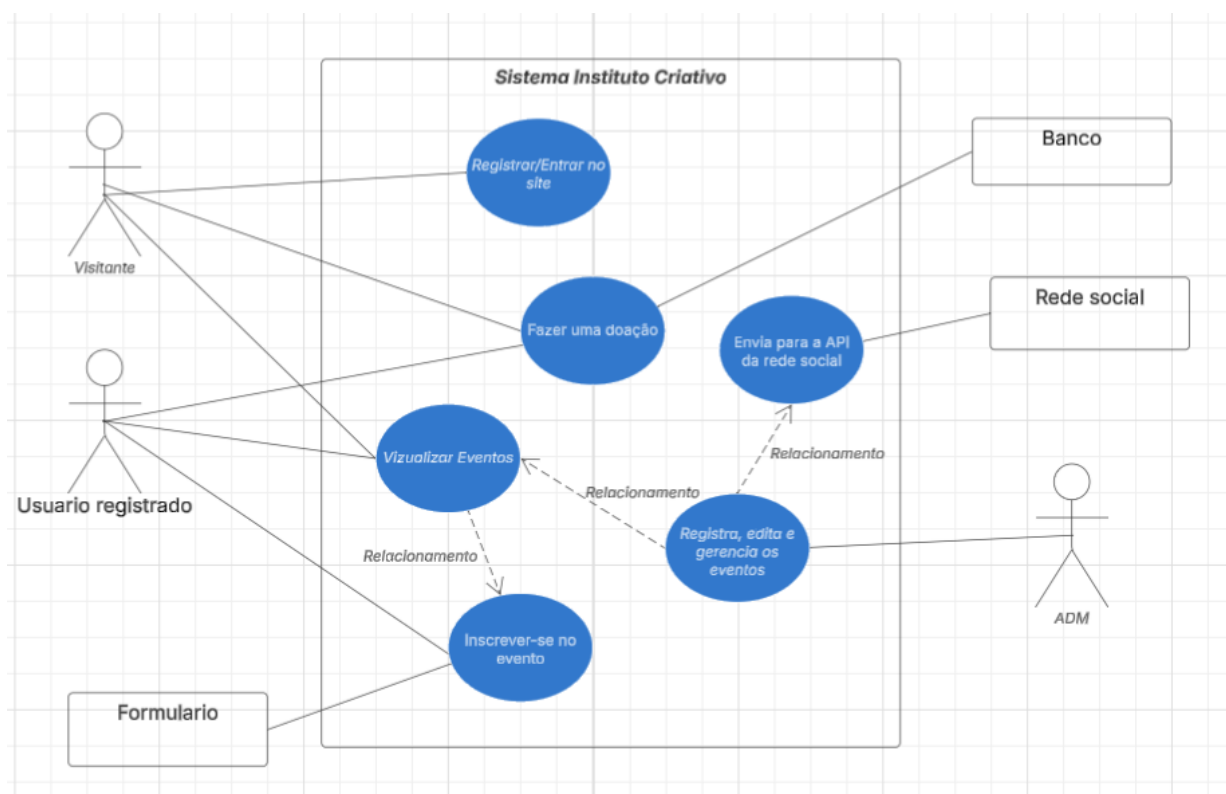 Sistema Instituto Criativo
Registrar/Entrar no
site
Banco
Visitante
Rede social
Fazer uma doação
Envia para a API
da rede social
Vizualizar Eventos
Relacionamento
Relacionamento
Usuario registrado
Registra, edita e
gerencia os
eventos
Relacionamento
ADM
Inscrever-se no
evento
Formulario